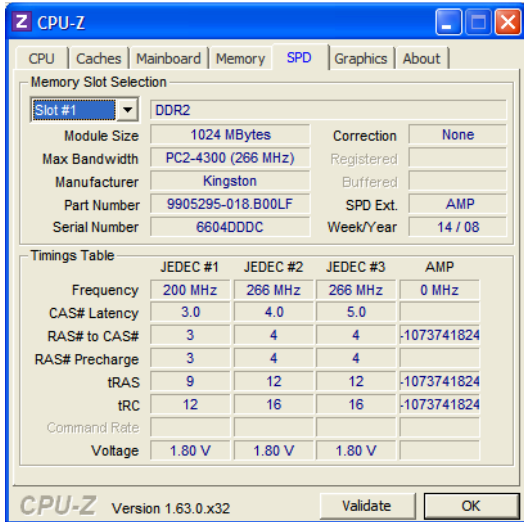 Z CPU-Z
CPU Caches Mainboard Memory SPD Graphics About
Memory Slot Selection
Slot #1 DDR2
Module Size 1024 MBytes Correction None
Max Bandwidth PC2-4300 (266 MHz) Registered
Manufacturer Kingston Buffered
Part Number 9905295-018.B00LF SPD Ext. AMP
Serial Number 6604DDDC Week/Year 14 / 08
Timings Table
JEDEC #1 JEDEC #2 JEDEC #3 AMP
Frequency 200 MHz 266 MHz 266 MHz 0 MHz
CAS# Latency 3.0 4.0 5.0
RAS# to CAS# 3 4 4 -1073741824
RAS# Precharge 3 4 4
tRAS 9 12 12 -1073741824
tRC 12 16 16 -1073741824
Command Rate
Voltage 1.80 V 1.80 V 1.80 V
CPU-Z Version 1.63.0.x32 Validate OK